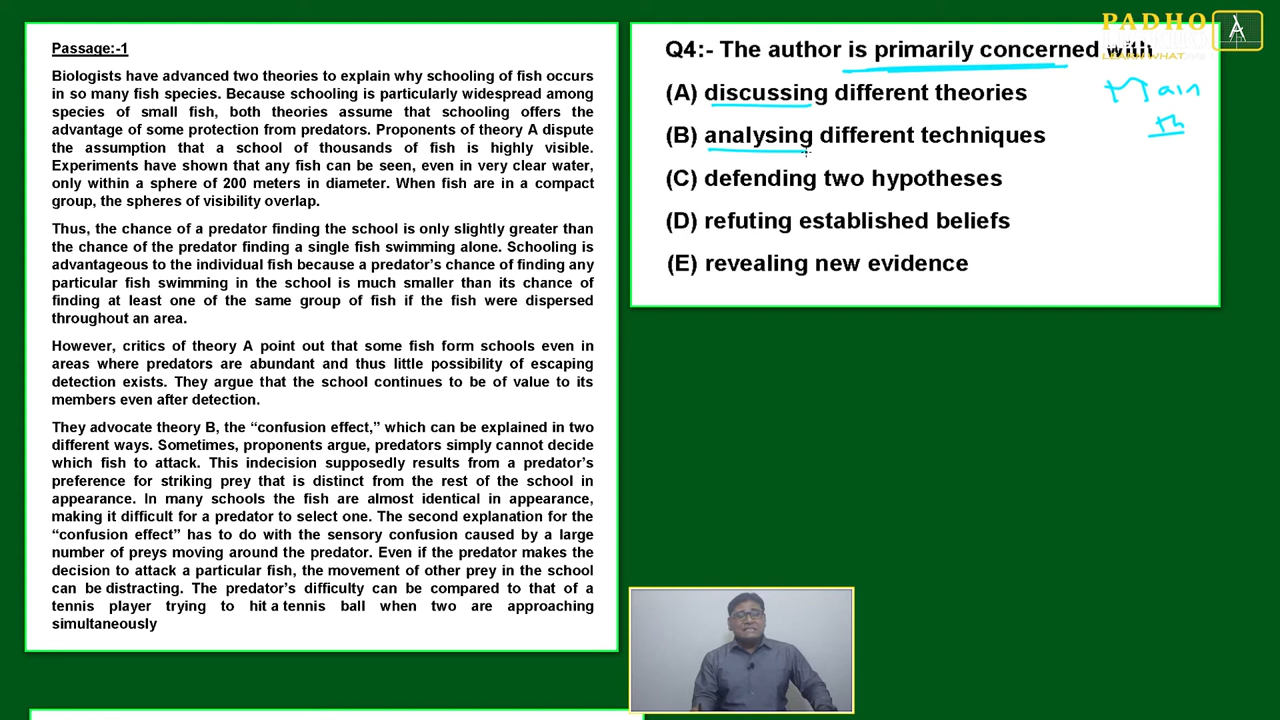 Passage:-1
Biologists have advanced two theories to explain why schooling of fish occurs
in so many fish species. Because schooling is particularly widespread among
species of small fish, both theories assume that schooling offers the
advantage of some protection from predators. Proponents of theory A dispute
the assumption that a school of thousands of fish is highly visible.
Experiments have shown that any fish can be seen, even in very clear water,
only within a sphere of 200 meters in diameter. When fish are in a compact
group, the spheres of visibility overlap.
Thus, the chance of a predator finding the school is only slightly greater than
the chance of the predator finding a single fish swimming alone. Schooling is
advantageous to the individual fish because a predator's chance of finding any
particular fish swimming in the school is much smaller than its chance of
finding at least one of the same group of fish if the fish were dispersed
throughout an area.
However, critics of theory A point out that some fish form schools even in
areas where predators are abundant and thus little possibility of escaping
detection exists. They argue that the school continues to be of value to its
members even after detection.
They advocate theory B, the “confusion effect,” which can be explained in two
different ways. Sometimes, proponents argue, predators simply cannot decide
which fish to attack. This indecision supposedly results from a predator's
preference for striking prey that is distinct from the rest of the school in
appearance. In many schools the fish are almost identical in appearance,
making it difficult for a predator to select one. The second explanation for the
“confusion effect” has to do with the sensory confusion caused by a large
number of preys moving around the predator. Even if the predator makes the
decision to attack a particular fish, the movement of other prey in the school
can be distracting. The predator's difficulty can be compared to that of a
tennis player trying to hit a tennis ball when two are approaching
simultaneously
Q4:- The author is primarily concerned with
(A) discussing different theories
(B) analysing different techniques
(C) defending two hypotheses
(D) refuting established beliefs
(E) revealing new evidence
Main
th
PADHO